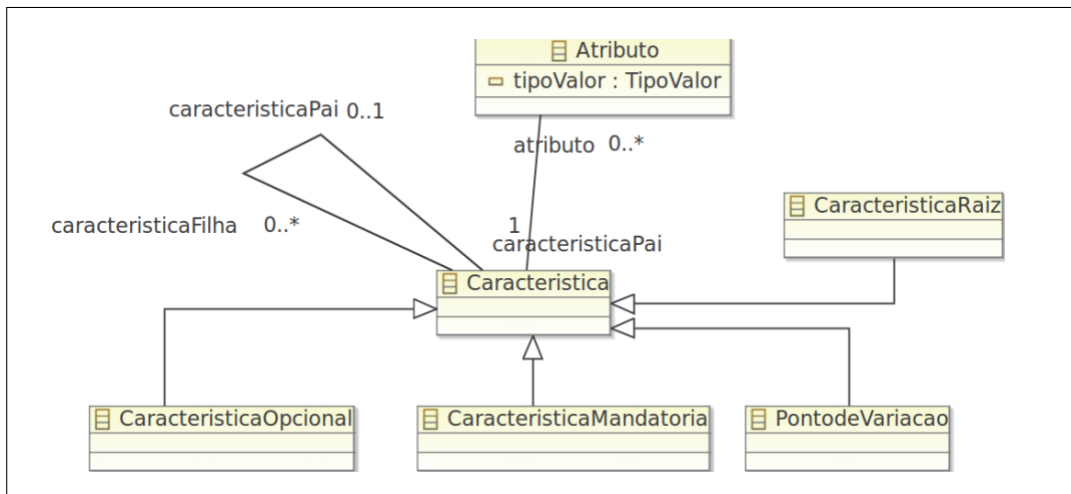 Atributo
tipoValor : TipoValor
caracteristicaPai 0..1
atributo 0..*
CaracteristicaRaiz
caracteristicaFilha 0..*
1
caracteristicaPai
Caracteristica
CaracteristicaOpcional
CaracteristicaMandatoria
PontodeVariacao